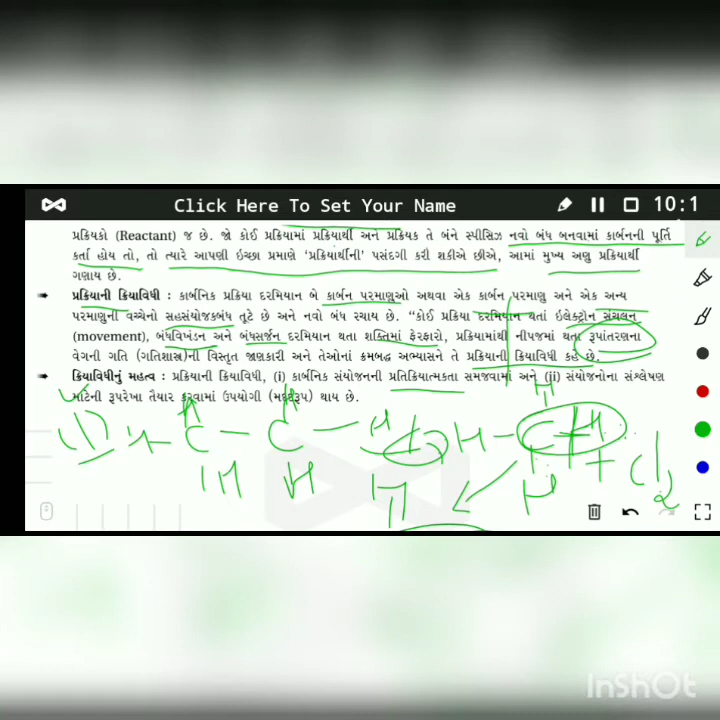 Click Here To Set Your Name
10:1
પ્રક્રિયકો (Reactant) જ છે. જો કોઈ પ્રક્રિયામાં પ્રક્રિયાર્થી અને પ્રક્રિયક તે બંને સ્પીસિઝ નવો બંધ બનવામાં કાર્બનની પૂર્તિ
કર્તા હોય તો, તો ત્યારે આપણી ઇચ્છા પ્રમાણે ‘પ્રક્રિયાર્થીની’ પસંદગી કરી શકીએ છીએ, આમાં મુખ્ય અણુ પ્રક્રિયાર્થી
ગણાય છે.
➡ પ્રક્રિયાની ક્રિયાવિધી : કાર્બનિક પ્રક્રિયા દરમિયાન બે કાર્બન પરમાણુઓ અથવા એક કાર્બન પરમાણુ અને એક અન્ય
પરમાણુની વચ્ચેનો સહસંયોજકબંધ તૂટે છે અને નવો બંધ રચાય છે. “કોઈ પ્રક્રિયા દરમિયાન થતાં ઇલેક્ટ્રોન સંચલન
(movement), બંધવિખંડન અને બંધસર્જન દરમિયાન થતા શક્તિમાં ફેરફારો, પ્રક્રિયામાંથી નીપજમાં થતા રૂપાંતરણના
વેગની ગતિ (ગતિશાસ્ત્ર)ની વિસ્તૃત જાણકારી અને તેઓનાં ક્રમબદ્ધ અભ્યાસને તે પ્રક્રિયાની ક્રિયાવિધી કહે છે.
➡ ક્રિયાવિધીનું મહત્વ : પ્રક્રિયાની ક્રિયાવિધી, (i) કાર્બનિક સંયોજનની પ્રતિક્રિયાત્મકતા સમજવામાં અને (ii) સંયોજનોના સંશ્લેષણ
માટેની રૂપરેખા તૈયાર કરવામાં ઉપયોગી (મદદરૂપ) થાય છે.
H H H
(1) H - C - C - H H - C - H + Cl2
H H H
InShOt